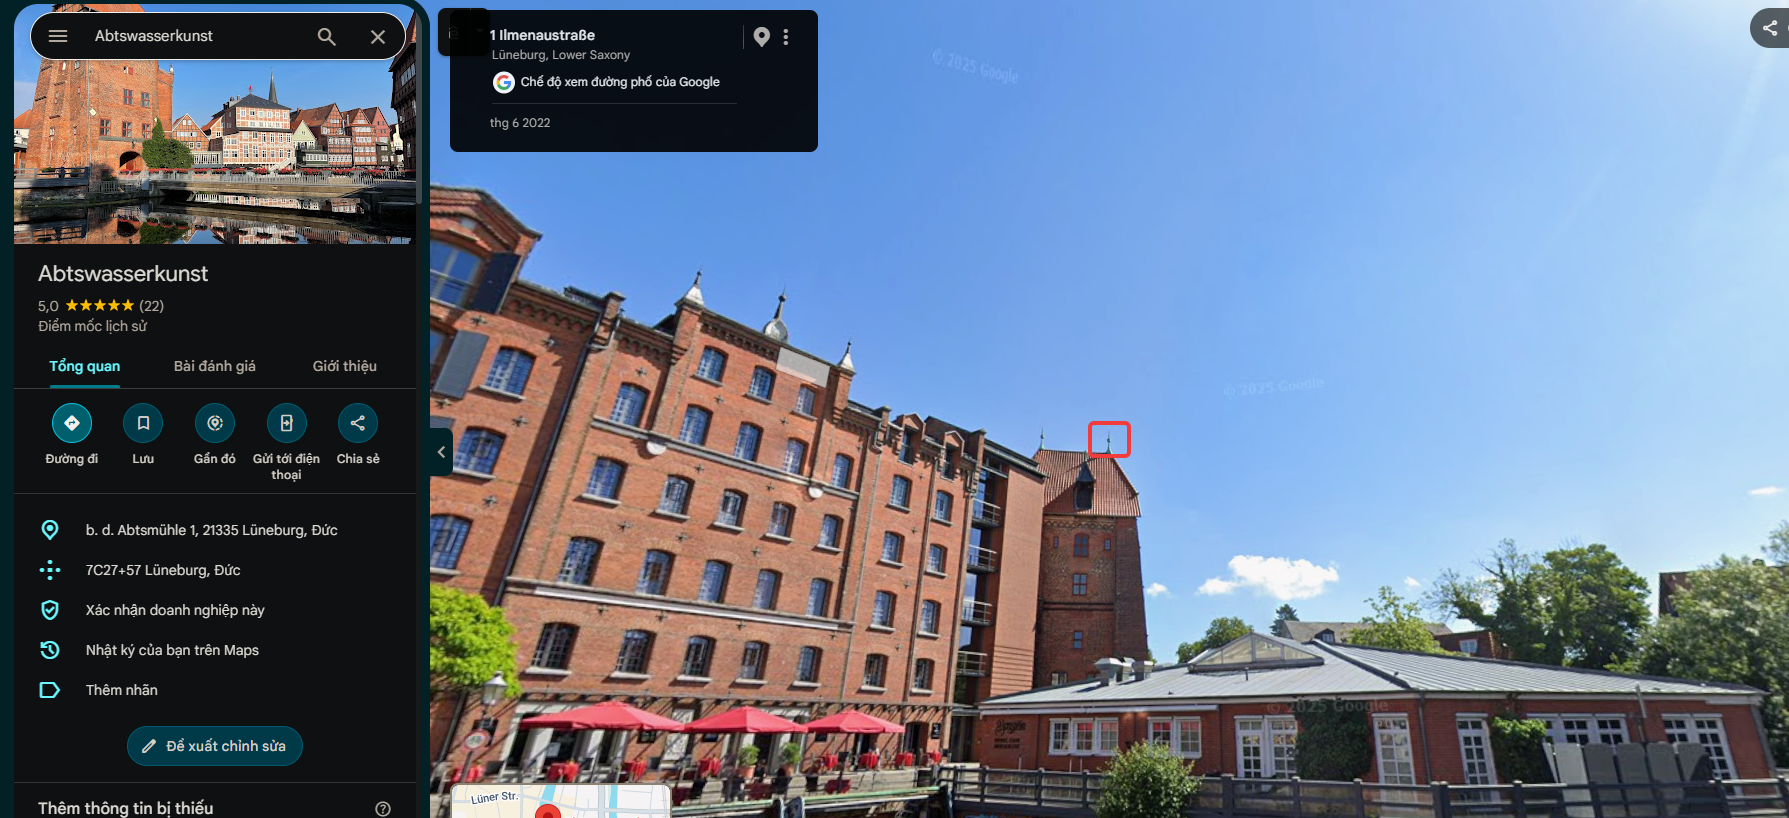 Abtswasserkunst
1 Ilmenaustraße
Lüneburg, Lower Saxony
Chế độ xem đường phố của Google
thg 6 2022
© 2025 Google
Abtswasserkunst
5,0 (22)
Điểm mốc lịch sử
Tổng quan
Bài đánh giá
Giới thiệu
Đường đi
Lưu
Gần đó
Gửi tới điện thoại
Chia sẻ
b. d. Abtsmühle 1, 21335 Lüneburg, Đức
7C27+57 Lüneburg, Đức
Xác nhận doanh nghiệp này
Nhật ký của bạn trên Maps
Thêm nhãn
Đề xuất chỉnh sửa
Thêm thông tin bị thiếu
© 2025 Google
© 2025 Google
Lüner Str.